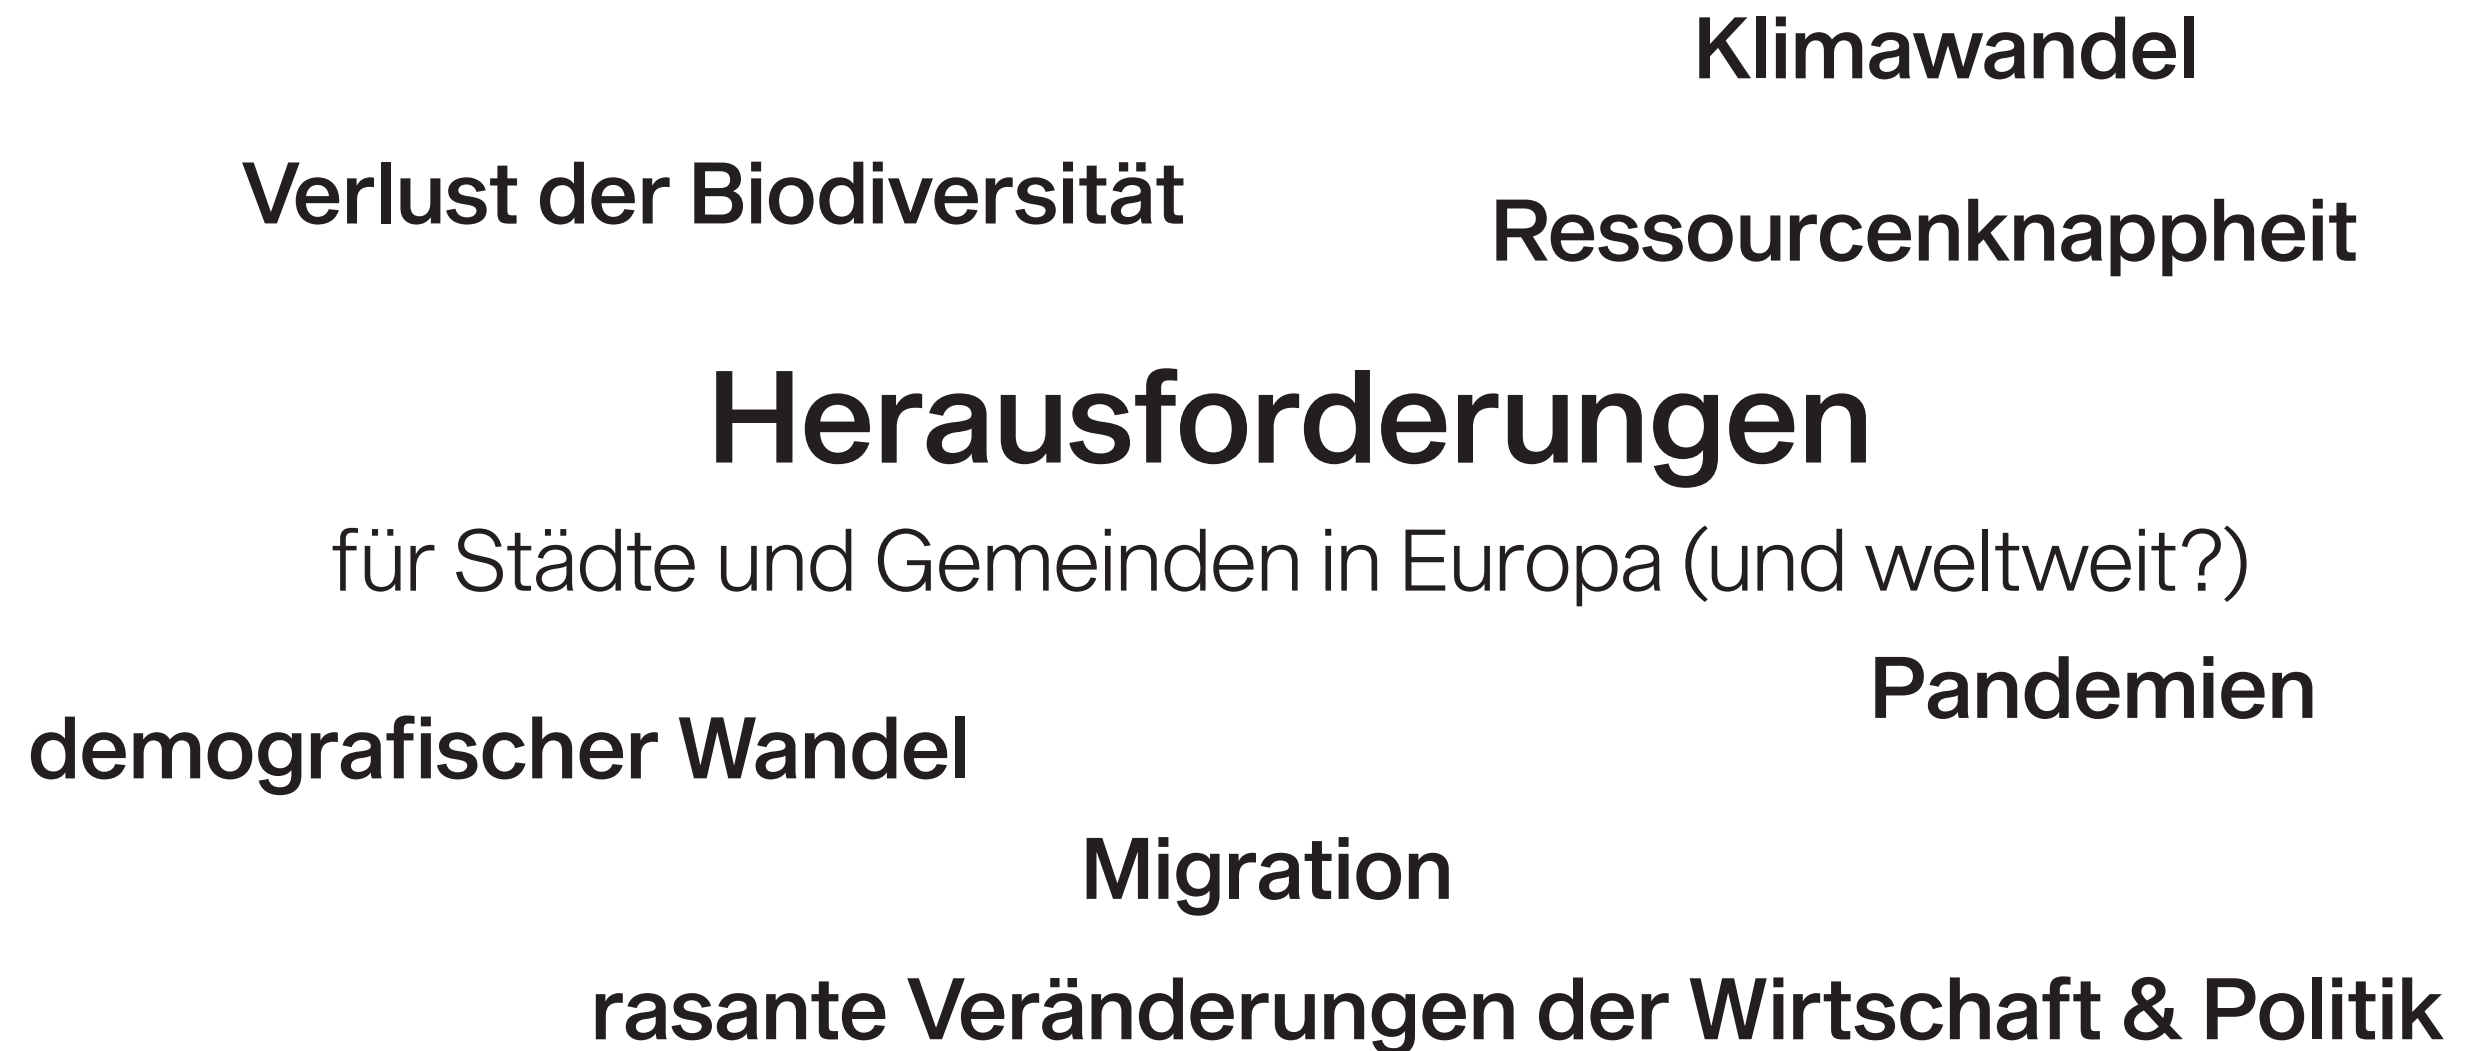 Klimawandel
Verlust der Biodiversität
Ressourcenknappheit
Herausforderungen
für Städte und Gemeinden in Europa (und weltweit?)
Pandemien
demografischer Wandel
Migration
rasante Veränderungen der Wirtschaft & Politik